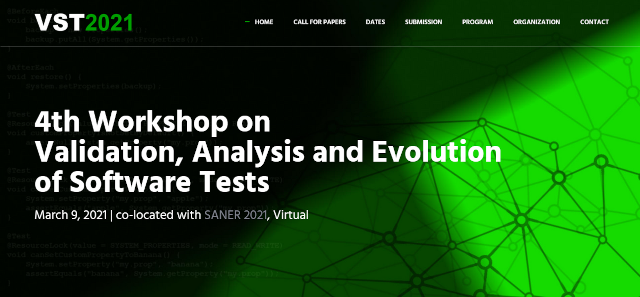 VST2021
HOME CALL FOR PAPERS DATES SUBMISSION PROGRAM ORGANIZATION CONTACT
4th Workshop on
Validation, Analysis and Evolution
of Software Tests
March 9, 2021 | co-located with SANER 2021, Virtual